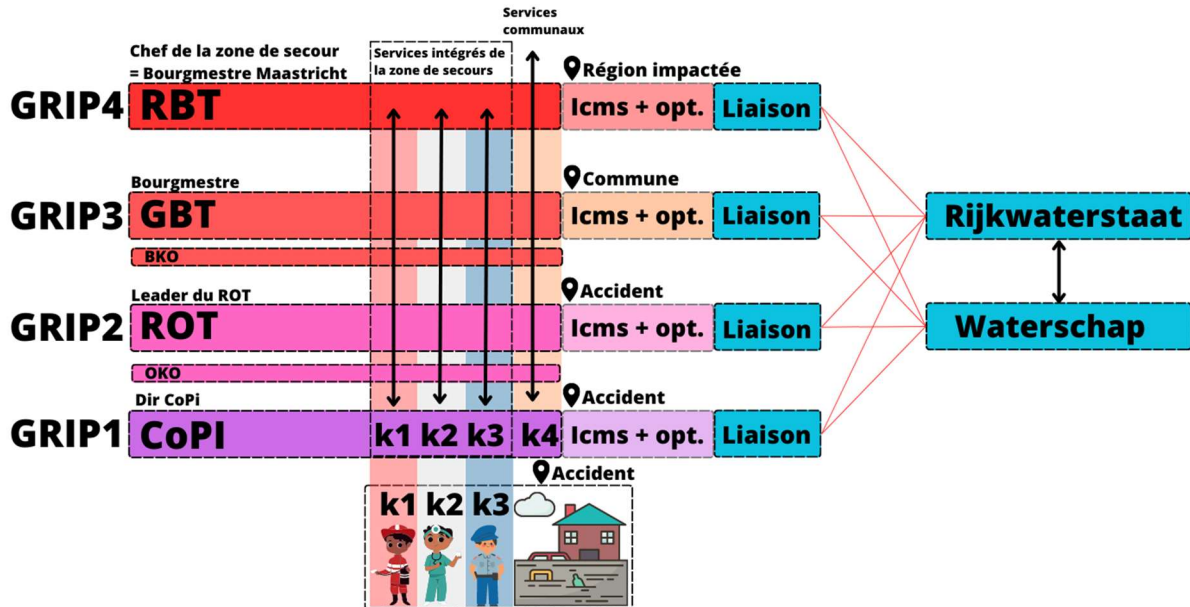 Services
communaux
Chef de la zone de secour
= Bourgmestre Maastricht
Services intégrés de
la zone de secours
Région impactée
GRIP4
RBT
Icms + opt.
Liaison
Bourgmestre
Commune
GRIP3
GBT
Icms + opt.
Liaison
Rijkwaterstaat
BKO
Leader du ROT
Accident
GRIP2
ROT
Icms + opt.
Liaison
Waterschap
OKO
Dir CoPi
Accident
GRIP1
CoPI
k1
k2
k3
k4
Icms + opt.
Liaison
Accident
k1
k2
k3